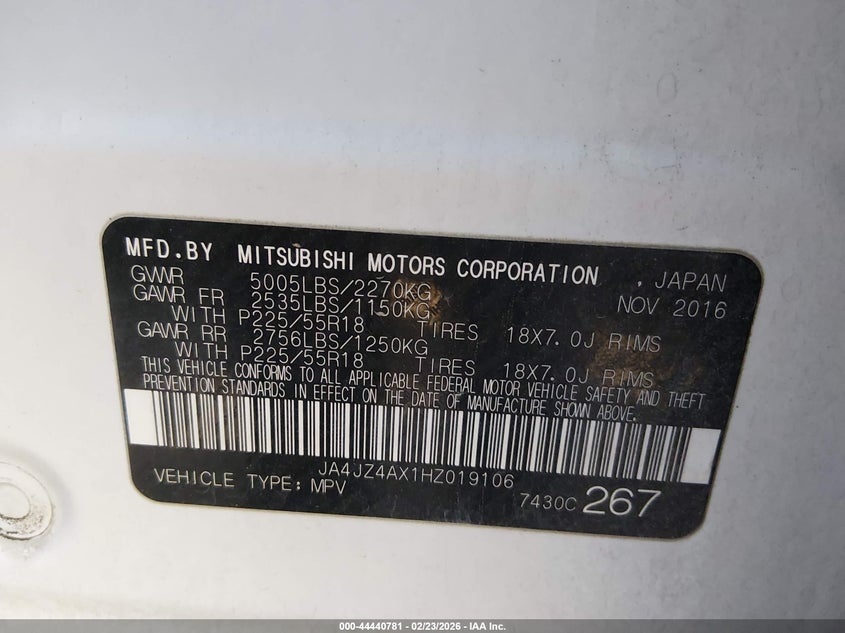 MFD.BY MITSUBISHI MOTORS CORPORATION , JAPAN
GWWR 5005LBS/2270KG NOV 2016
GAWR FR 2535LBS/1150KG
WITH P225/55R18 TIRES 18X7.0J RIMS
GAWR RR 2756LBS/1250KG
WITH P225/55R18 TIRES 18X7.0J RIMS
THIS VEHICLE CONFORMS TO ALL APPLICABLE FEDERAL MOTOR VEHICLE SAFETY AND THEFT
PREVENTION STANDARDS IN EFFECT ON THE DATE OF MANUFACTURE SHOWN ABOVE.
JA4JZ4AX1HZ019106
VEHICLE TYPE: MPV 7430C 267
000-44440781 - 02/23/2026 - IAA Inc.